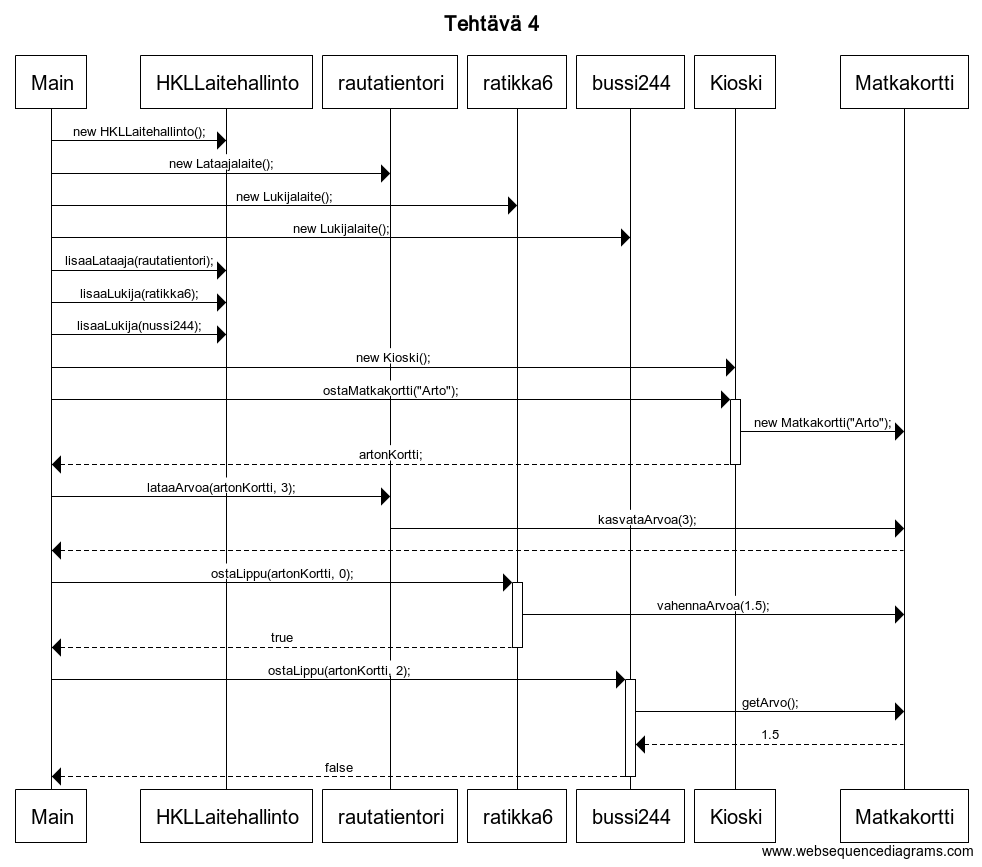 Tehtävä 4
Main
HKLLaitehallinto
rautatientori
ratikka6
bussi244
Kioski
Matkakortti
new HKLLaitehallinto();
new Lataajalaite();
new Lukijalaite();
new Lukijalaite();
lisaaLataaja(rautatientori);
lisaaLukija(ratikka6);
lisaaLukija(nussi244);
new Kioski();
ostaMatkakortti("Arto");
new Matkakortti("Arto");
artonKortti;
lataaArvoa(artonKortti, 3);
kasvataArvoa(3);
ostaLippu(artonKortti, 0);
vahennaArvoa(1.5);
true
ostaLippu(artonKortti, 2);
getArvo();
1.5
false
Main
HKLLaitehallinto
rautatientori
ratikka6
bussi244
Kioski
Matkakortti
www.websequencediagrams.com